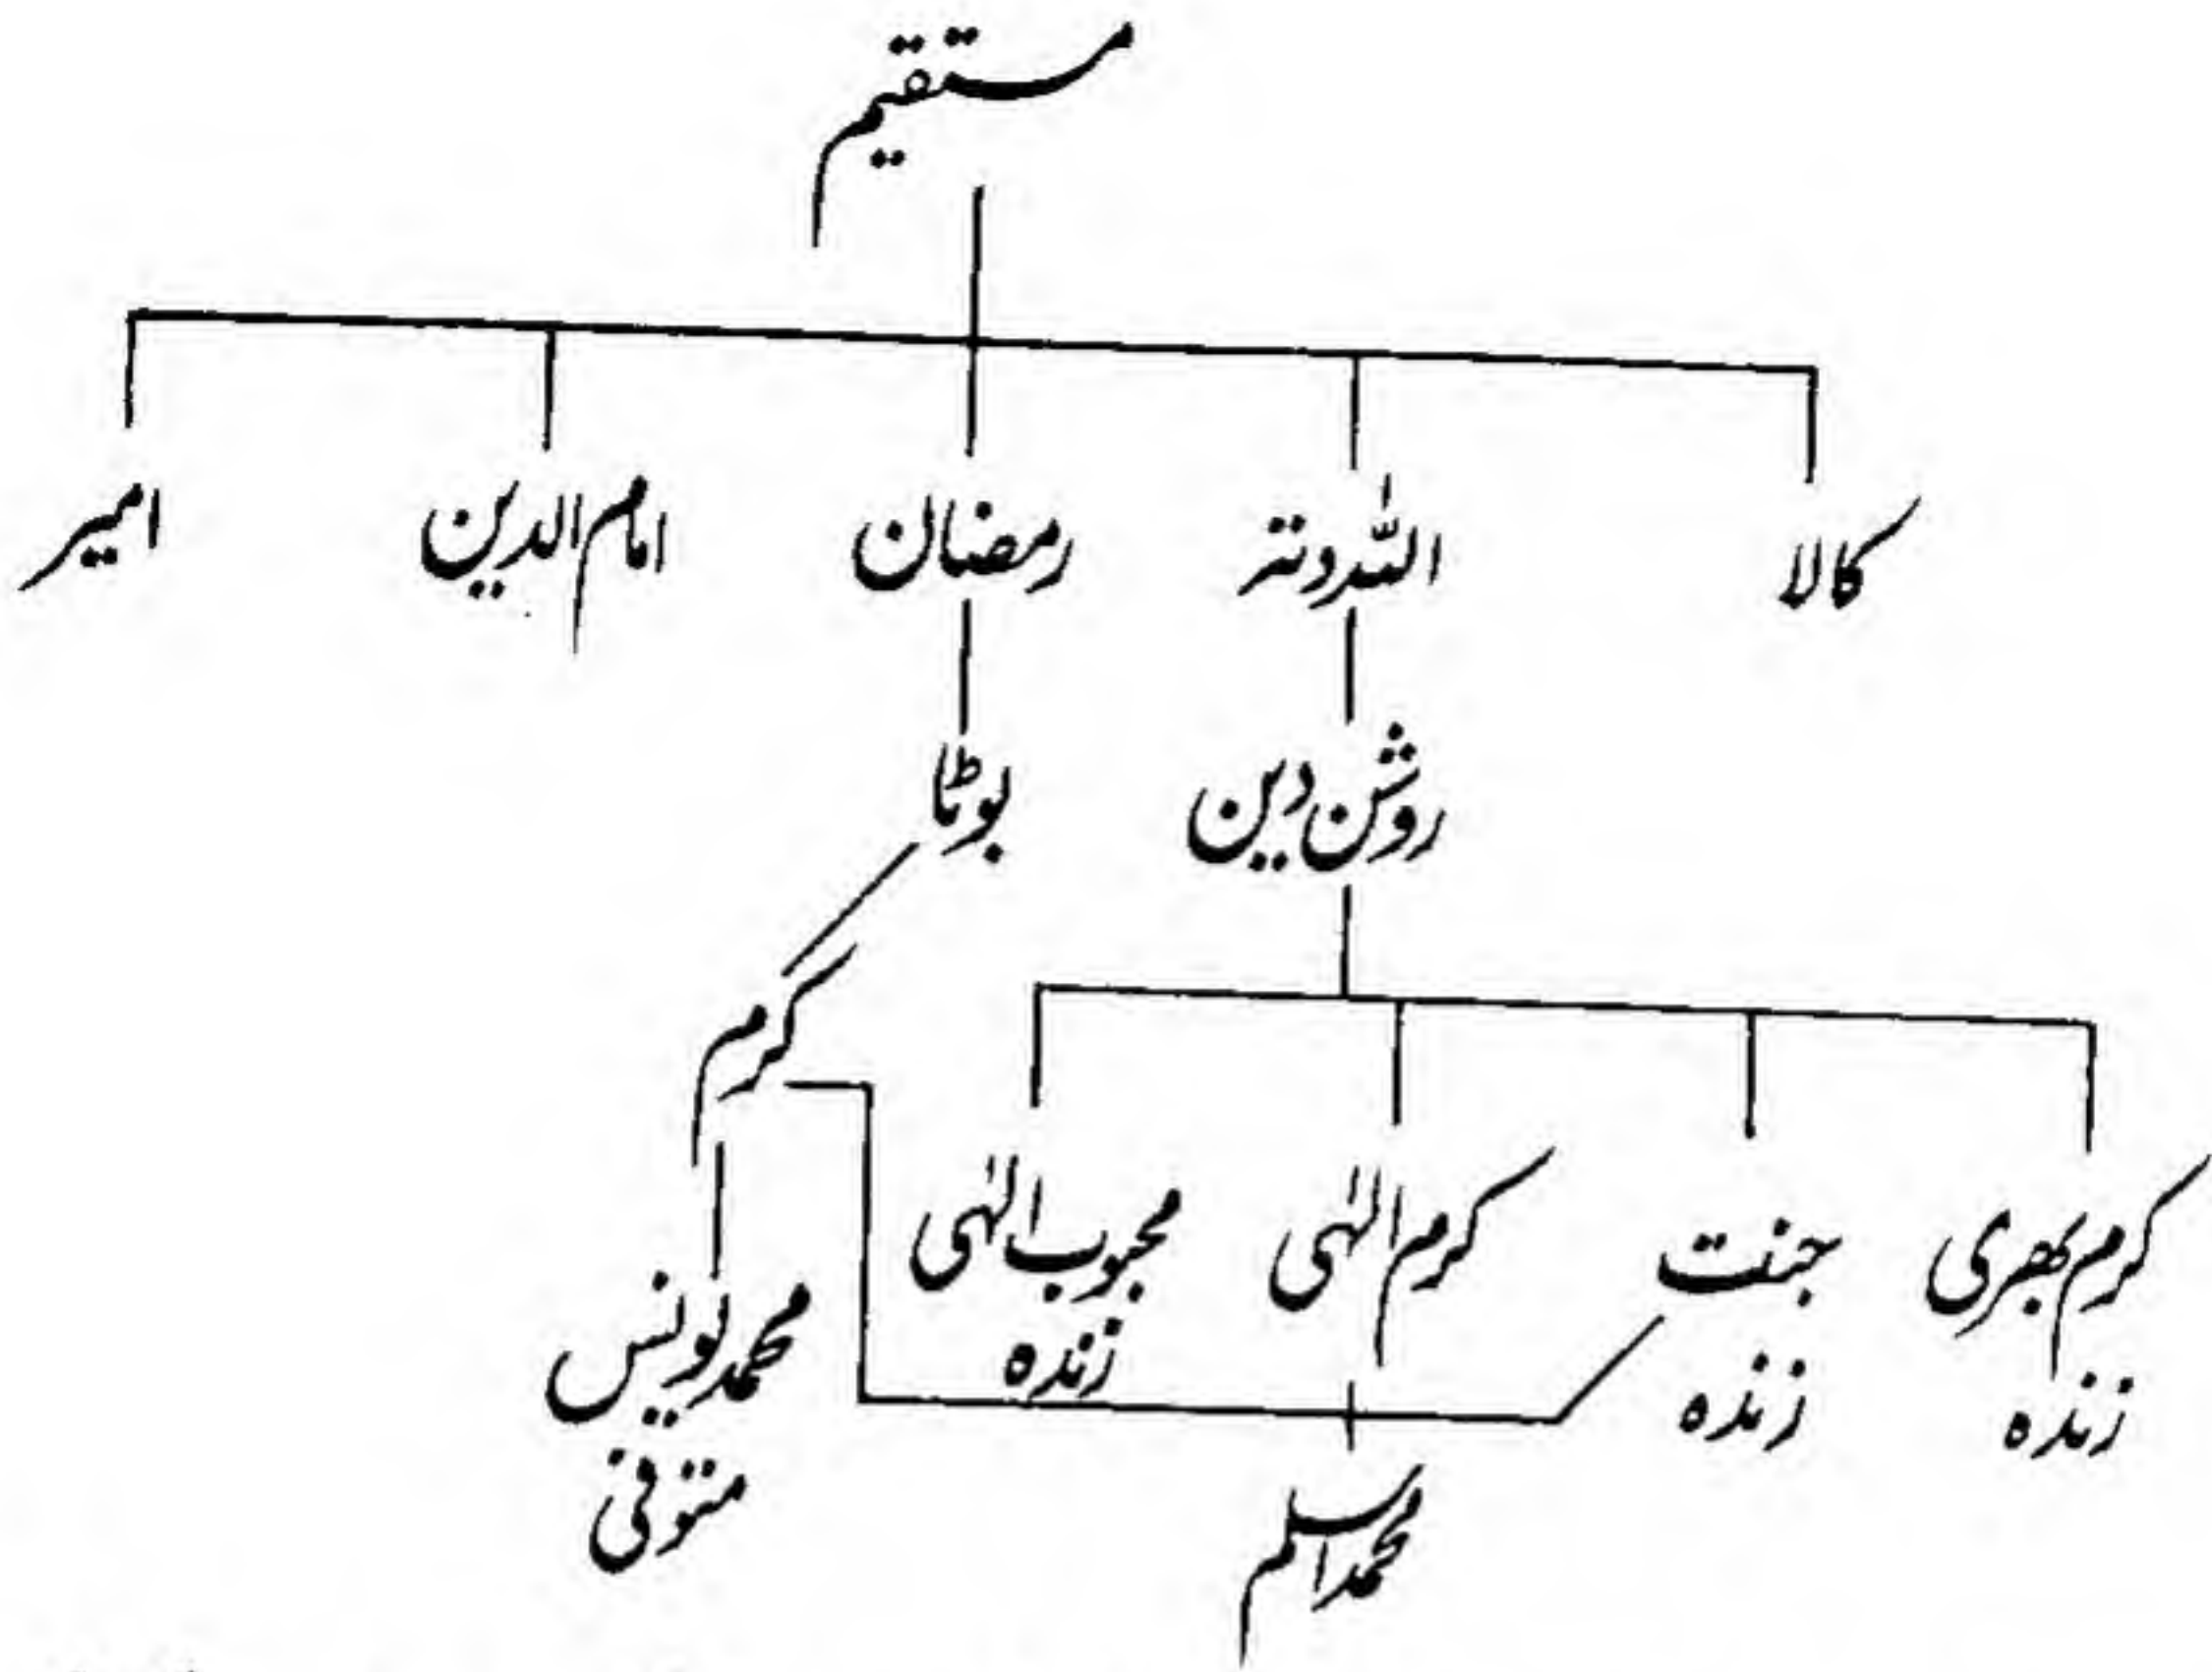 مستقیم
کالا اللہ دتہ رمضان امام الدین امیر
روشن دین بوٹا
کرم
کرم بھری جنت کرم الٰہی محبوب الٰہی محمد یونس
زندہ زندہ زندہ متوفی
محمد اسلم